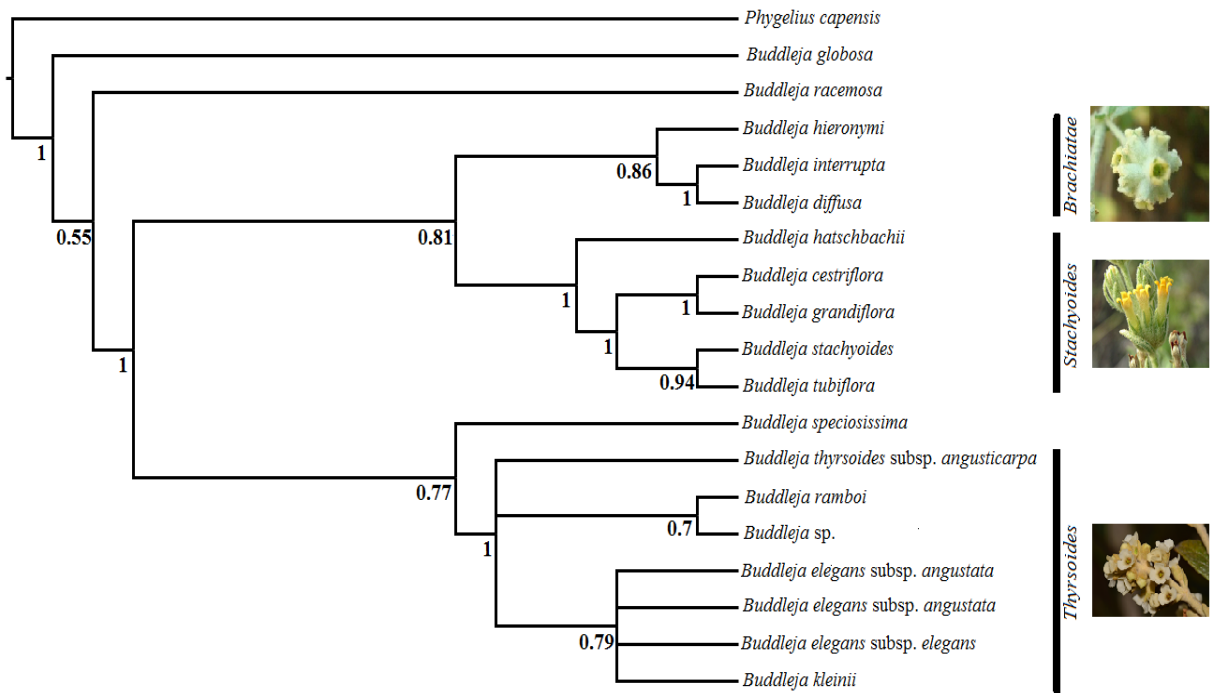 Phygelius capensis
Buddleja globosa
Buddleja racemosa
Buddleja hieronymi
Buddleja interrupta
Buddleja diffusa
Buddleja hatschbachii
Buddleja cestriflora
Buddleja grandiflora
Buddleja stachyoides
Buddleja tubiflora
Buddleja speciosissima
Buddleja thyrsoides subsp. angusticarpa
Buddleja ramboi
Buddleja sp.
Buddleja elegans subsp. angustata
Buddleja elegans subsp. angustata
Buddleja elegans subsp. elegans
Buddleja kleinii
1
0.55
1
0.81
0.86
1
1
1
1
0.94
0.77
1
0.7
0.79
Brachiatae
Stachyoides
Thyrsoides